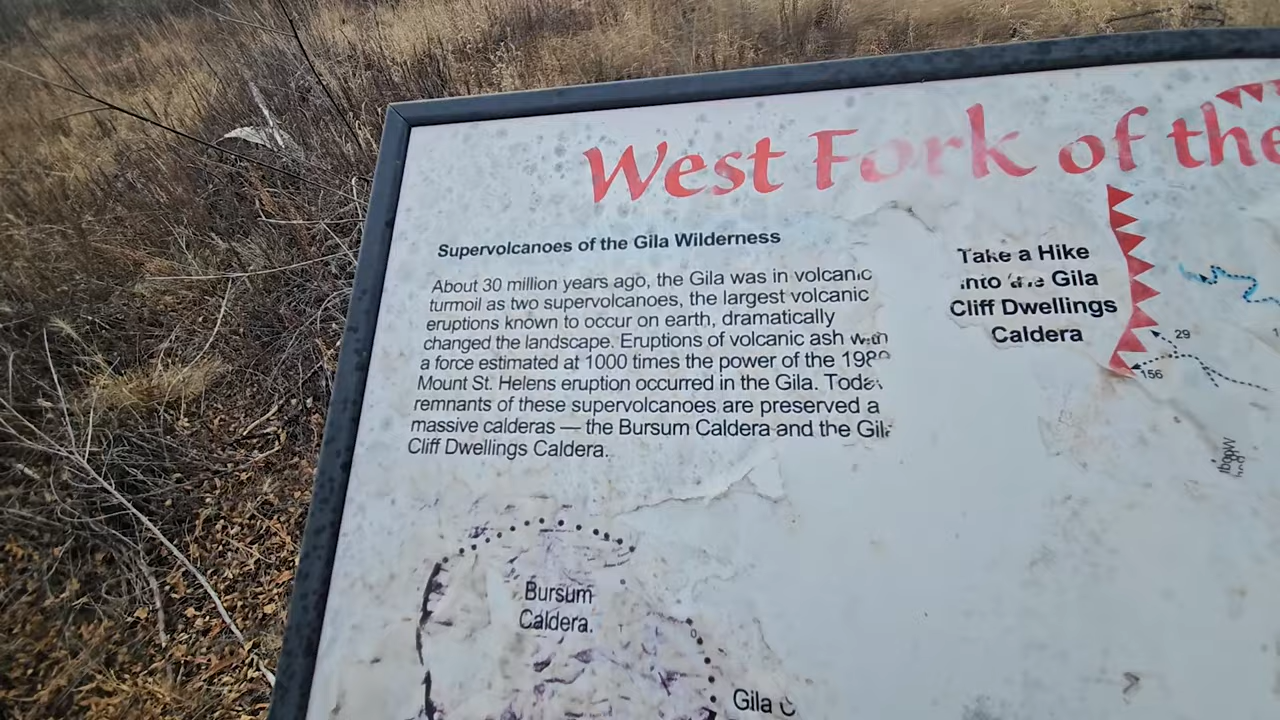 West Fork of the
Supervolcanoes of the Gila Wilderness
About 30 million years ago, the Gila was in volcanic
turmoil as two supervolcanoes, the largest volcanic
eruptions known to occur on earth, dramatically
changed the landscape. Eruptions of volcanic ash with
a force estimated at 1000 times the power of the 1980
Mount St. Helens eruption occurred in the Gila. Today
remnants of these supervolcanoes are preserved a
massive calderas — the Bursum Caldera and the Gila
Cliff Dwellings Caldera.
Take a Hike
into the Gila
Cliff Dwellings
Caldera
29
156
Bursum
Caldera.
Gila C